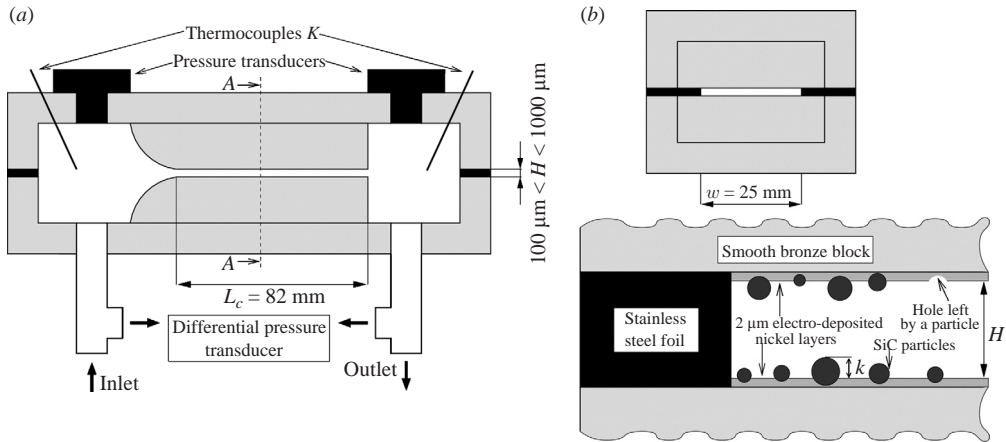 (a)
Thermocouples K
Pressure transducers
A
A
L_c = 82 mm
100 μm < H < 1000 μm
Differential pressure
transducer
Inlet
Outlet
(b)
w = 25 mm
Smooth bronze block
Stainless
steel foil
2 μm electro-deposited
nickel layers
Hole left
by a particle
SiC particles
k
H